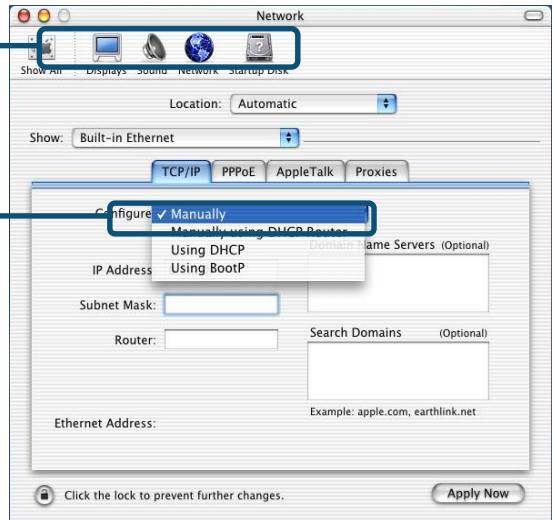 Network
Show All Displays Sound Network Startup Disk
Location: Automatic
Show: Built-in Ethernet
TCP/IP PPPoE AppleTalk Proxies
Configure ✓ Manually
Manually using DHCP Router
Using DHCP
Using BootP
Domain Name Servers (Optional)
IP Address
Subnet Mask:
Router:
Search Domains (Optional)
Example: apple.com, earthlink.net
Ethernet Address:
Click the lock to prevent further changes.
Apply Now